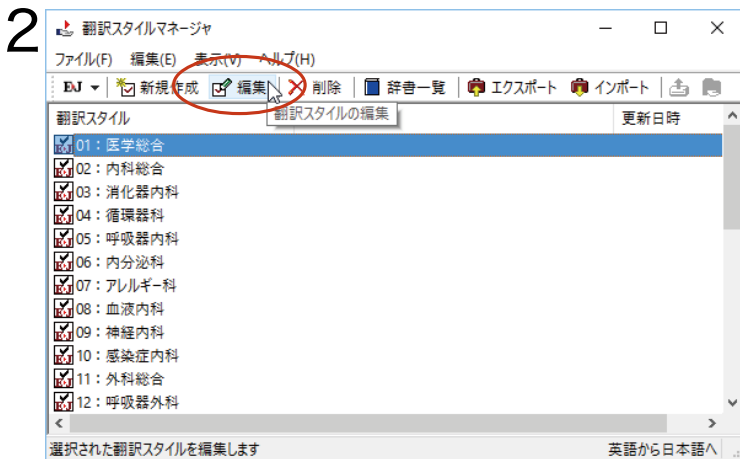 2
翻訳スタイルマネージャ
ファイル(F) 編集(E) 表示(V) ヘルプ(H)
EJ 新規作成 編集 削除 辞書一覧 エクスポート インポート
翻訳スタイルの編集
翻訳スタイル 更新日時
01：医学総合
02：内科総合
03：消化器内科
04：循環器科
05：呼吸器内科
06：内分泌科
07：アレルギー科
08：血液内科
09：神経内科
10：感染症内科
11：外科総合
12：呼吸器外科
選択された翻訳スタイルを編集します 英語から日本語へ